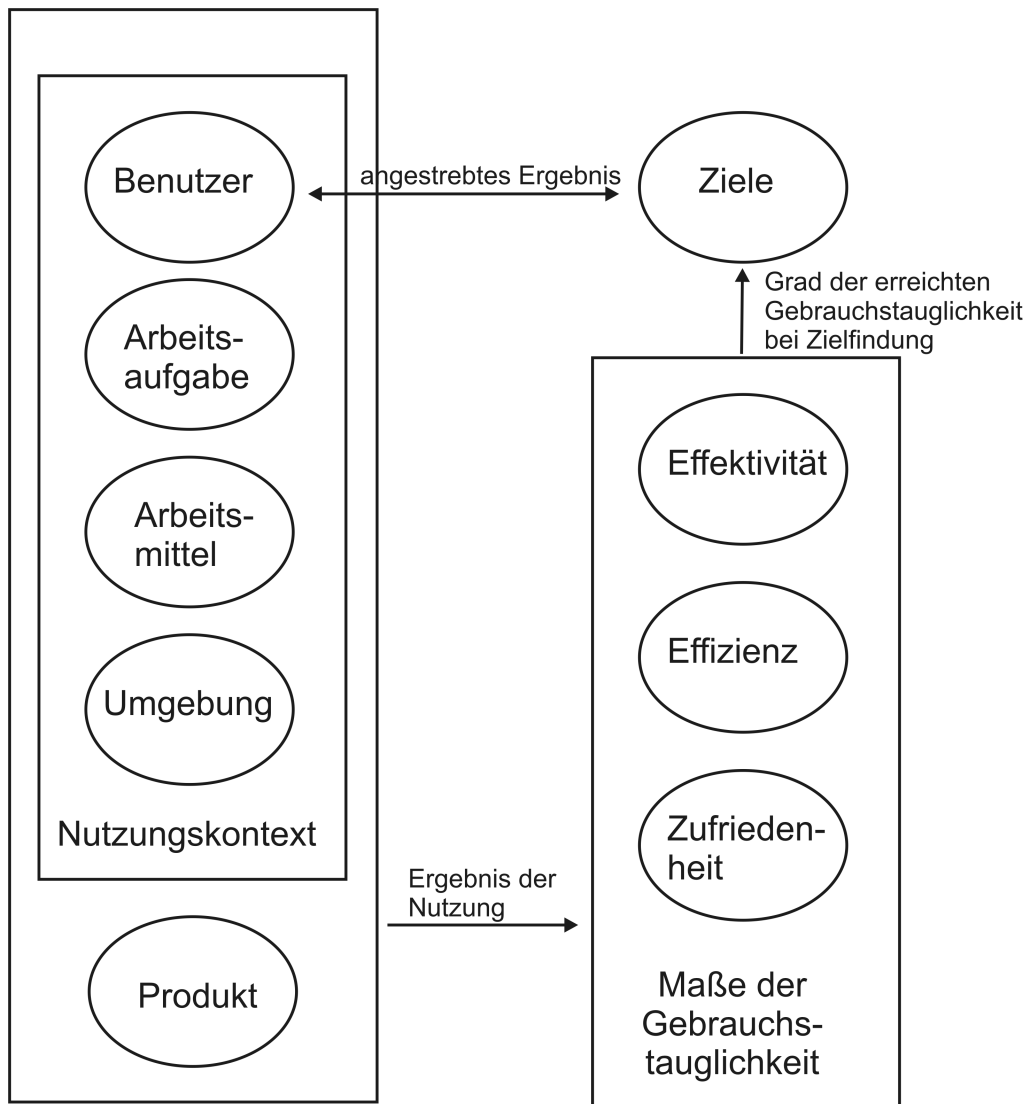 Benutzer
angestrebtes Ergebnis
Ziele
Arbeits-
aufgabe
Grad der erreichten
Gebrauchstauglichkeit
bei Zielfindung
Arbeits-
mittel
Effektivität
Umgebung
Effizienz
Nutzungskontext
Zufrieden-
heit
Ergebnis der
Nutzung
Produkt
Maße der
Gebrauchs-
tauglichkeit